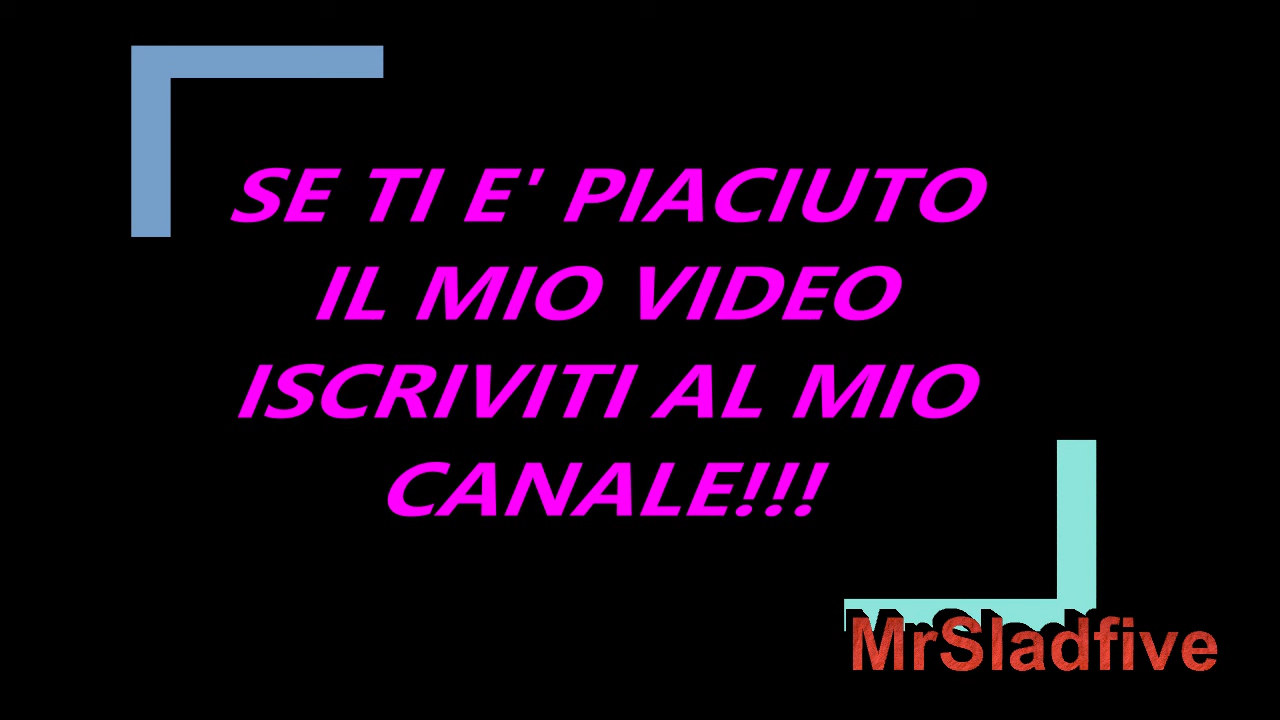 SE TI E' PIACIUTO
IL MIO VIDEO
ISCRIVITI AL MIO
CANALE!!!
MrSladfive